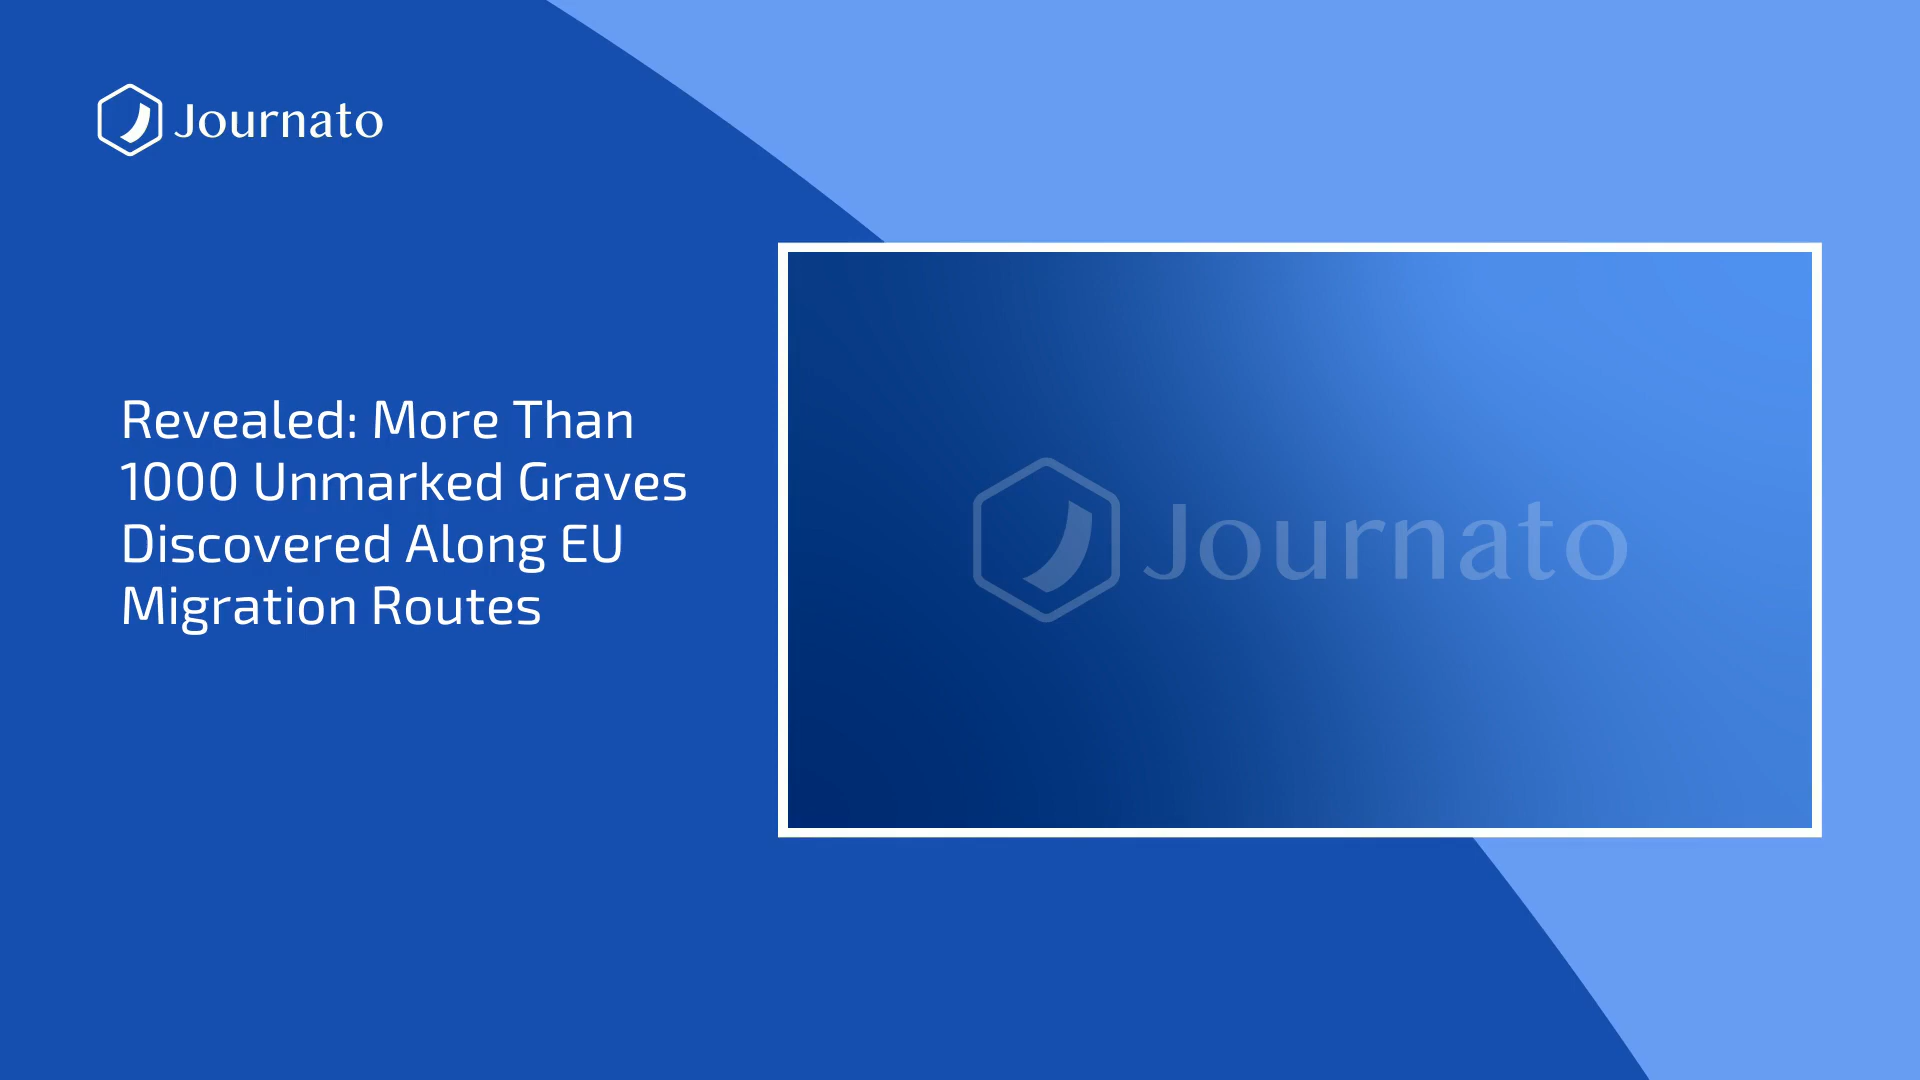 Journato
Revealed: More Than
1000 Unmarked Graves
Discovered Along EU
Migration Routes
Journato